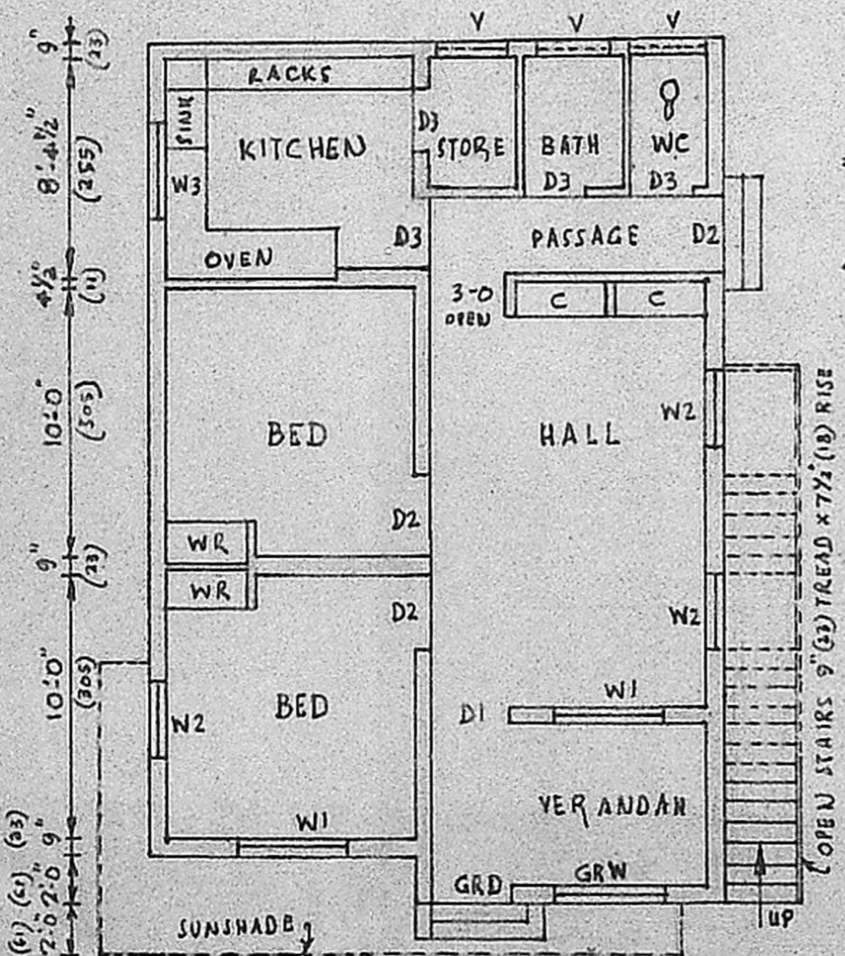 V V V
9"
(23)
RACKS
SINK
KITCHEN
D3
STORE
BATH
WC
8'-4½"
(255)
W3
D3
D3
OVEN
D3
PASSAGE
D2
4½"
(11)
3-0
OPEN
C
C
10'-0"
(305)
BED
HALL
W2
D2
WR
9"
(23)
WR
D2
W2
10'-0"
(305)
BED
W2
D1
W1
W1
VERANDAH
9"
(23)
GRD
GRW
2'-0"
(61)
2'-0"
(61)
SUNSHADE
UP
OPEN STAIRS 9"(23) TREAD × 7½"(18) RISE